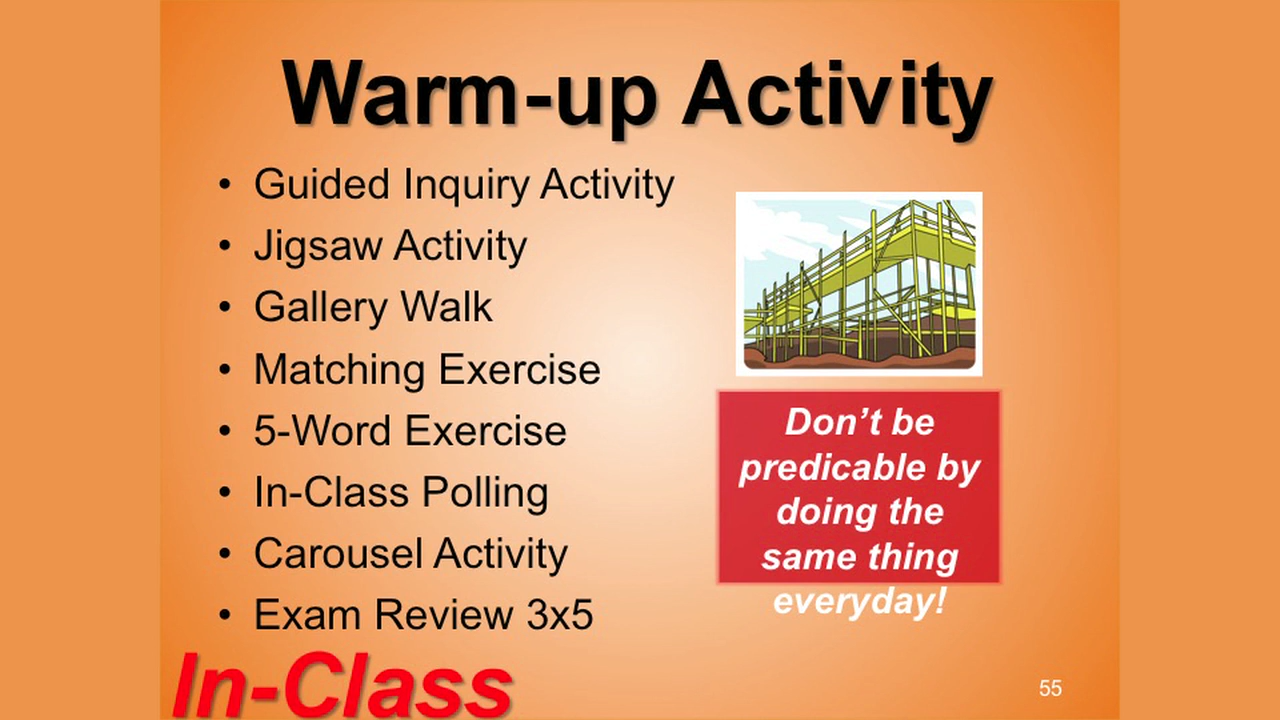 Warm-up Activity
• Guided Inquiry Activity
• Jigsaw Activity
• Gallery Walk
• Matching Exercise
• 5-Word Exercise
• In-Class Polling
• Carousel Activity
• Exam Review 3x5
Don’t be
predicable by
doing the
same thing
everyday!
In-Class
55